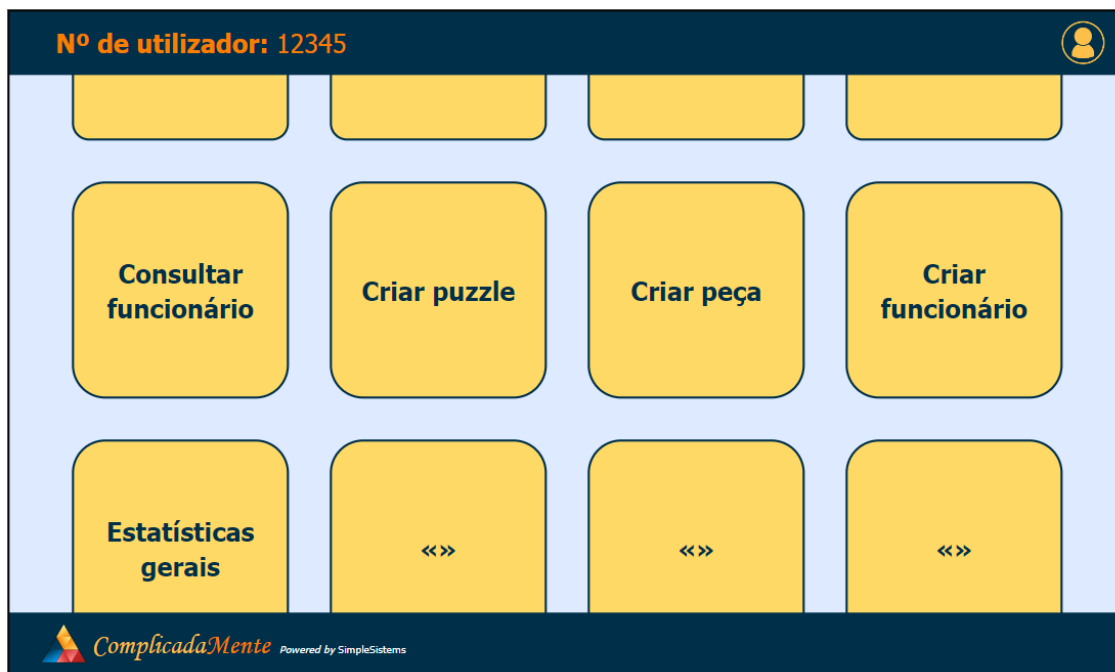 Nº de utilizador: 12345
Consultar
funcionário
Criar puzzle
Criar peça
Criar
funcionário
Estatísticas
gerais
«»
«»
«»
ComplicadaMente Powered by SimpleSistems